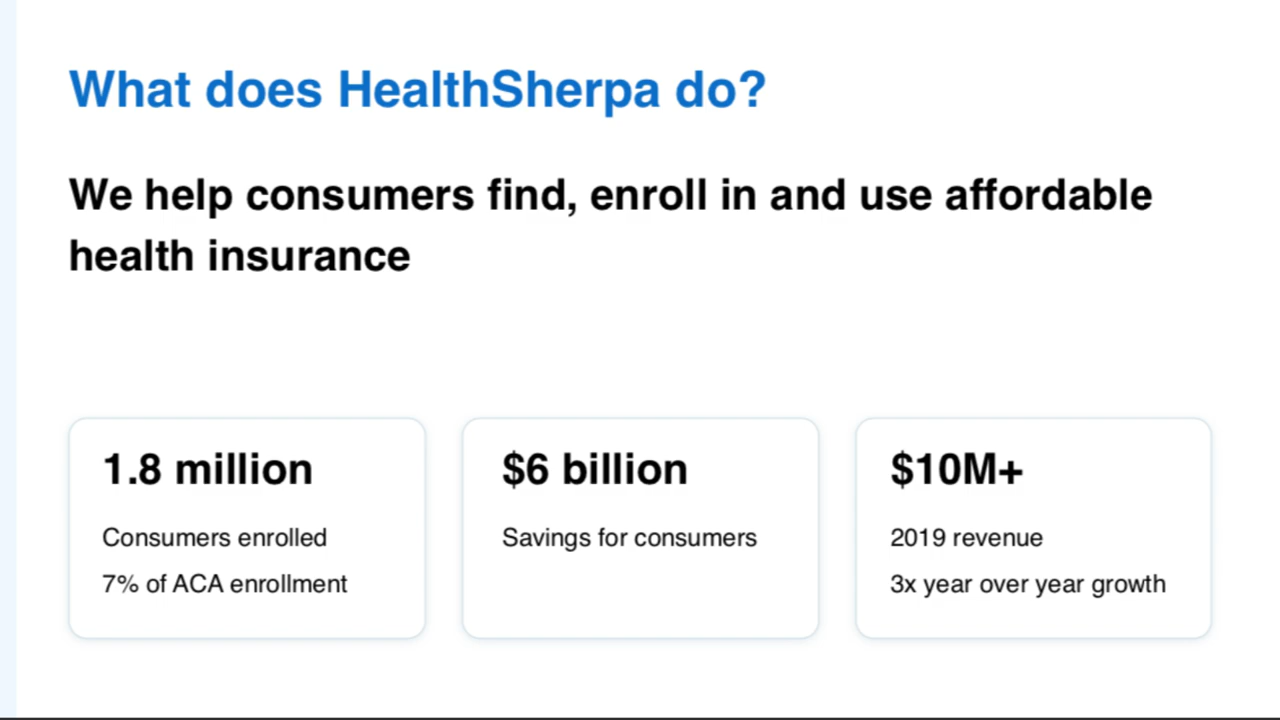 What does HealthSherpa do?
We help consumers find, enroll in and use affordable
health insurance
1.8 million
Consumers enrolled
7% of ACA enrollment
$6 billion
Savings for consumers
$10M+
2019 revenue
3x year over year growth